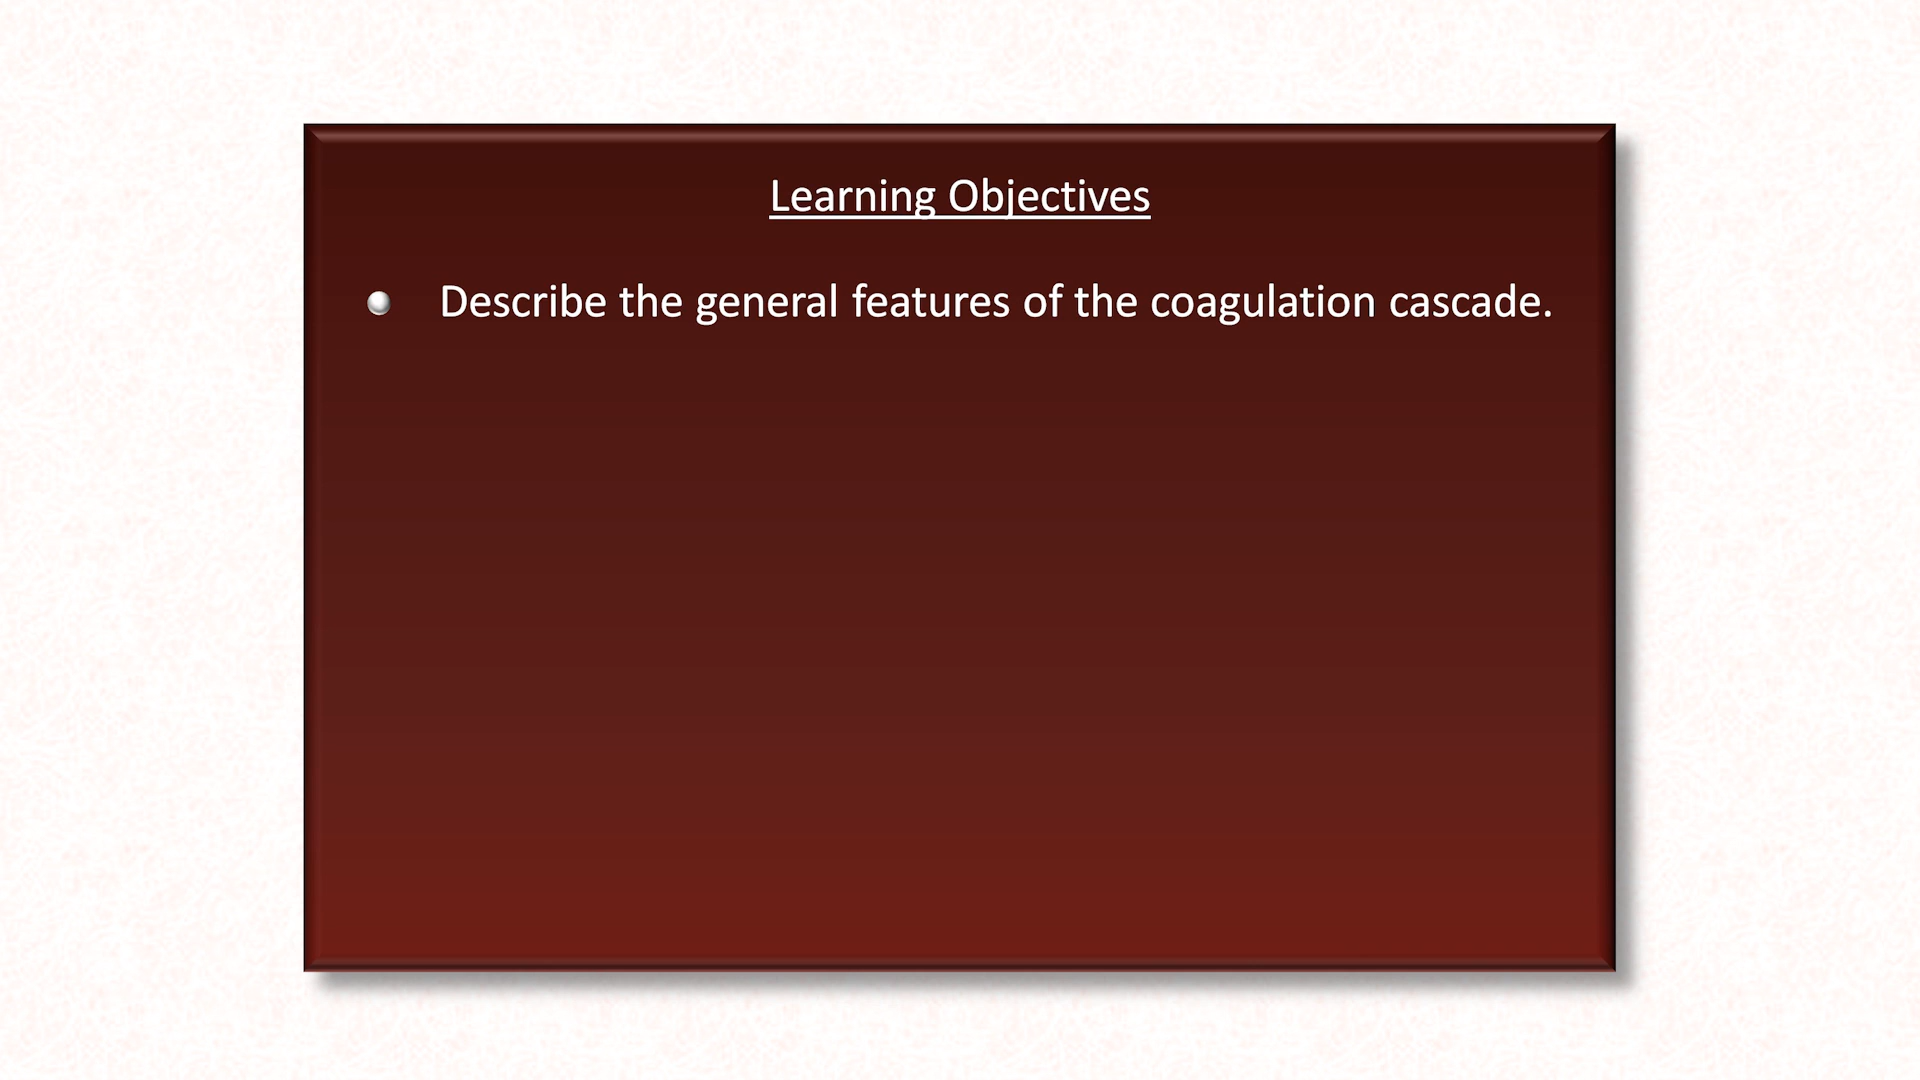 Learning Objectives
Describe the general features of the coagulation cascade.